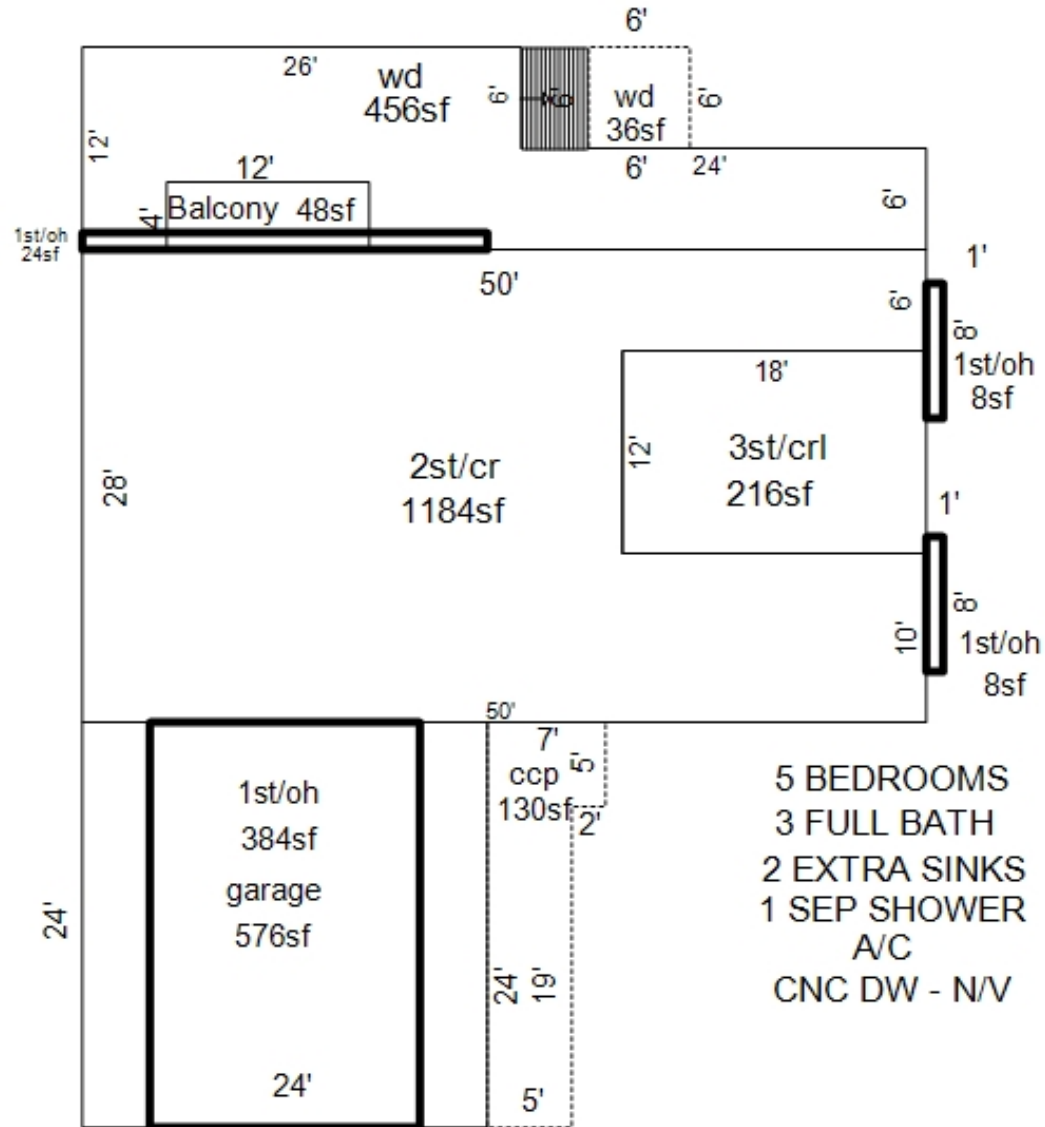 6'
26'
wd
456sf
6'
6'
wd
36sf
6'
12'
12'
6'
24'
Balcony 48sf
4'
6'
1st/oh
24sf
50'
1'
6'
8'
1st/oh
8sf
18'
12'
3st/crl
216sf
2st/cr
1184sf
28'
1'
8'
10'
1st/oh
8sf
50'
7'
ccp
130sf
5'
2'
1st/oh
384sf
garage
576sf
24'
24'
19'
24'
5'
5 BEDROOMS
3 FULL BATH
2 EXTRA SINKS
1 SEP SHOWER
A/C
CNC DW - N/V